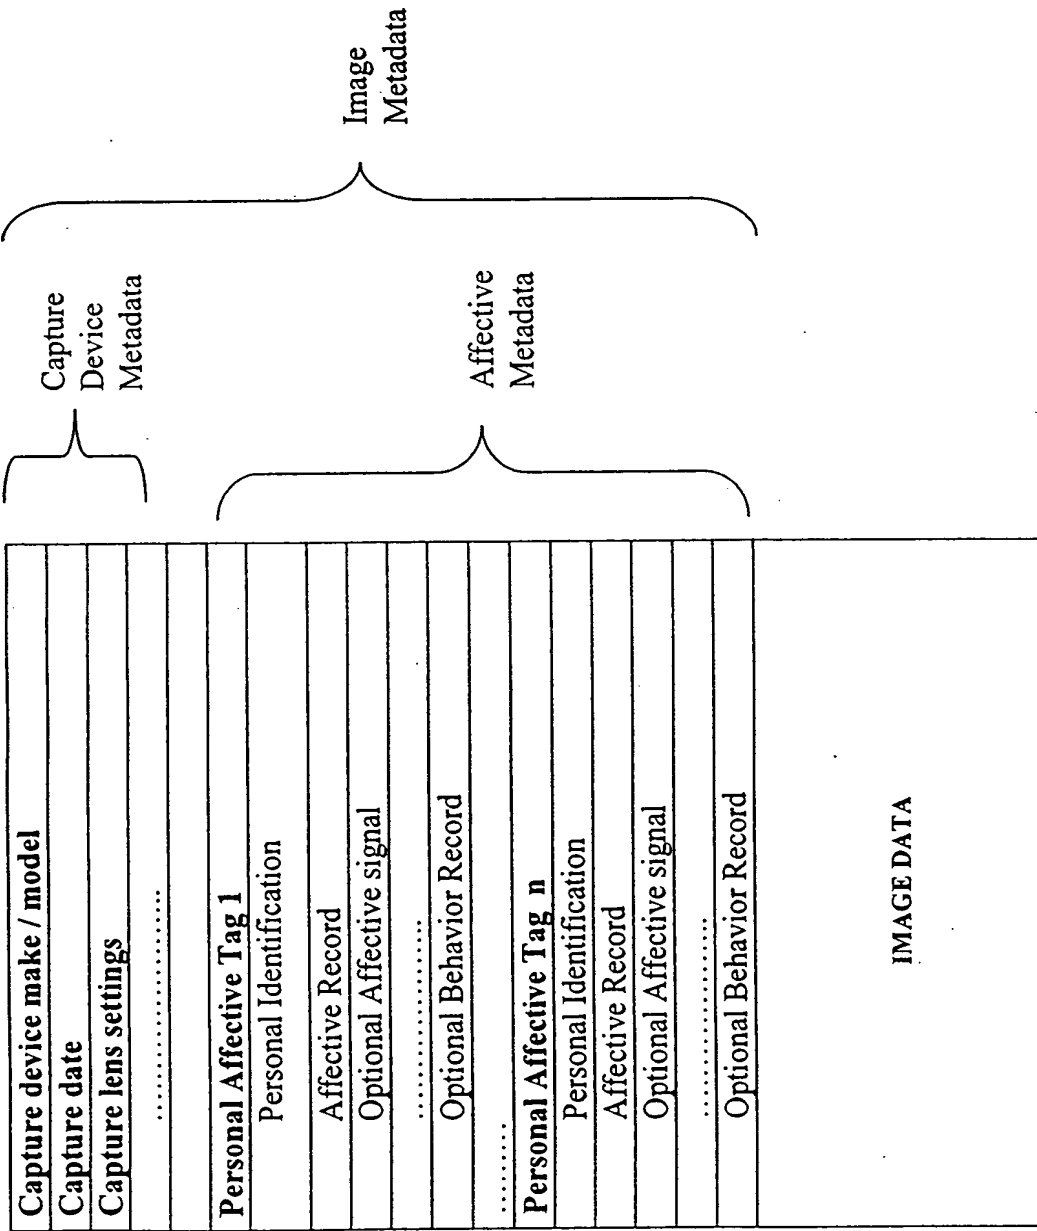 Capture device make / model
Capture date
Capture lens settings
.....................
Personal Affective Tag 1
Personal Identification
Affective Record
Optional Affective signal
.....................
Optional Behavior Record
.........
Personal Affective Tag n
Personal Identification
Affective Record
Optional Affective signal
.....................
Optional Behavior Record
IMAGE DATA
Capture
Device
Metadata
Affective
Metadata
Image
Metadata